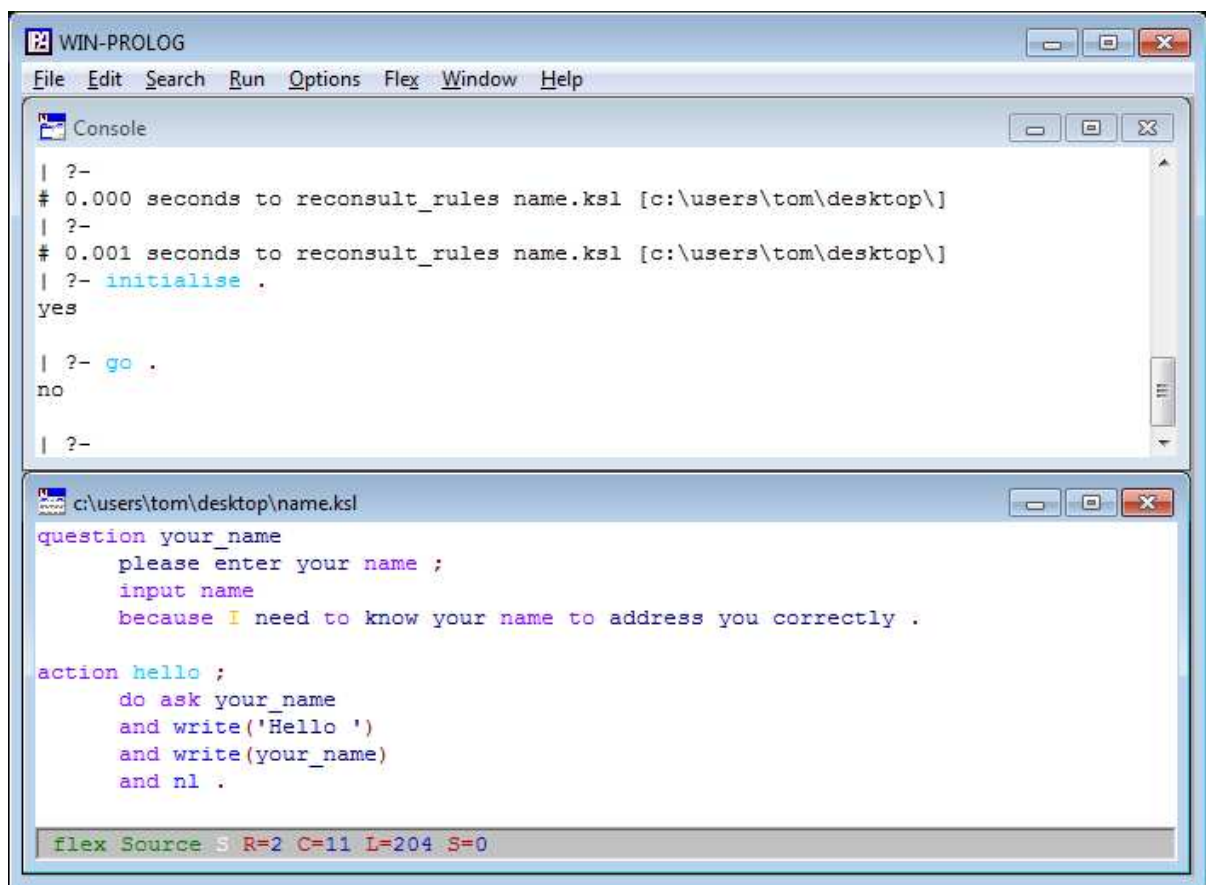 WIN-PROLOG
File Edit Search Run Options Flex Window Help
Console
| ?-
# 0.000 seconds to reconsult_rules name.ksl [c:\users\tom\desktop\]
| ?-
# 0.001 seconds to reconsult_rules name.ksl [c:\users\tom\desktop\]
| ?- initialise .
yes
| ?- go .
no
| ?-
c:\users\tom\desktop\name.ksl
question your_name
please enter your name ;
input name
because I need to know your name to address you correctly .
action hello ;
do ask your_name
and write('Hello ')
and write(your_name)
and nl .
flex Source S R=2 C=11 L=204 S=0